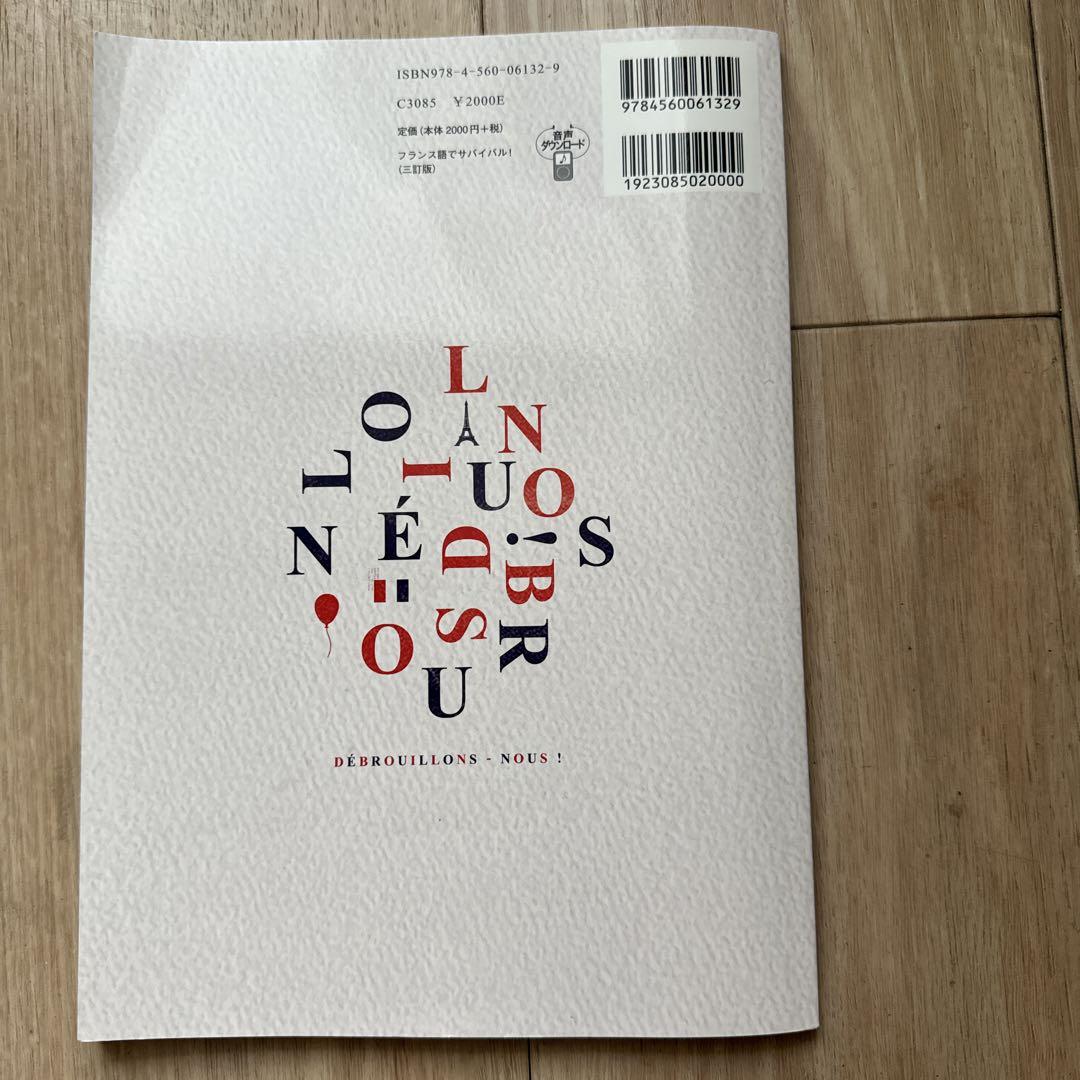 ISBN978-4-560-06132-9
C3085 ¥2000E
定価(本体2000円+税)
フランス語でサバイバル!
(三訂版)
音声
ダウンロード
9784560061329
1923085020000
L
O N
L I U O
N É D ! S
B
O S R
U
DÉBROUILLONS - NOUS !